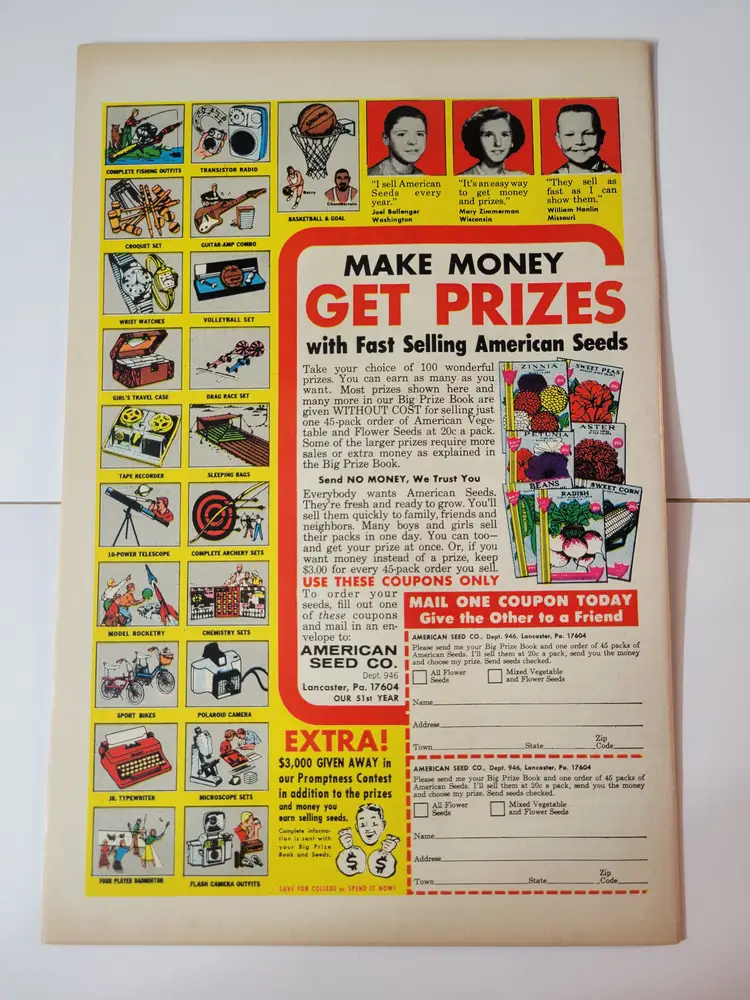 COMPLETE FISHING OUTFITS
TRANSISTOR RADIO
CROQUET SET
GUITAR-AMP COMBO
WRIST WATCHES
VOLLEYBALL SET
GIRL'S TRAVEL CASE
DRAG RACE SET
TAPE RECORDER
SLEEPING BAGS
10-POWER TELESCOPE
COMPLETE ARCHERY SETS
MODEL ROCKETRY
CHEMISTRY SETS
SPORT BIKES
POLAROID CAMERA
JR. TYPEWRITER
MICROSCOPE SETS
FOUR PLAYER BADMINTON
FLASH CAMERA OUTFITS
Spalding
Barry
Chamberlain
BASKETBALL & GOAL
"I sell American
Seeds every
year."
Joel Ballenger
Washington
"It's an easy way
to get money
and prizes."
Mary Zimmerman
Wisconsin
"They sell as
fast as I can
show them."
William Hanlin
Missouri
MAKE MONEY
GET PRIZES
with Fast Selling American Seeds
Take your choice of 100 wonderful
prizes. You can earn as many as you
want. Most prizes shown here and
many more in our Big Prize Book are
given WITHOUT COST for selling just
one 45-pack order of American Vege-
table and Flower Seeds at 20c a pack.
Some of the larger prizes require more
sales or extra money as explained in
the Big Prize Book.
Send NO MONEY, We Trust You
Everybody wants American Seeds.
They're fresh and ready to grow. You'll
sell them quickly to family, friends and
neighbors. Many boys and girls sell
their packs in one day. You can too—
and get your prize at once. Or, if you
want money instead of a prize, keep
$3.00 for every 45-pack order you sell.
USE THESE COUPONS ONLY
To order your
seeds, fill out one
of these coupons
and mail in an en-
velope to:
AMERICAN
SEED CO.
Dept. 946
Lancaster, Pa. 17604
OUR 51st YEAR
ZINNIA
SWEET PEAS
PETUNIA
ASTER
BEANS
RADISH
SWEET CORN
MAIL ONE COUPON TODAY
Give the Other to a Friend
AMERICAN SEED CO., Dept. 946, Lancaster, Pa. 17604
Please send me your Big Prize Book and one order of 45 packs of
American Seeds. I'll sell them at 20c a pack, send you the money
and choose my prize. Send seeds checked.
All Flower
Seeds
Mixed Vegetable
and Flower Seeds
Name
Address
Town State Zip Code
AMERICAN SEED CO., Dept. 946, Lancaster, Pa. 17604
Please send me your Big Prize Book and one order of 45 packs of
American Seeds. I'll sell them at 20c a pack, send you the money
and choose my prize. Send seeds checked.
All Flower
Seeds
Mixed Vegetable
and Flower Seeds
Name
Address
Town State Zip Code
EXTRA!
$3,000 GIVEN AWAY in
our Promptness Contest
in addition to the prizes
and money you
earn selling seeds.
Complete informa-
tion is sent with
your Big Prize
Book and Seeds.
$ $
SAVE FOR COLLEGE or SPEND IT NOW!